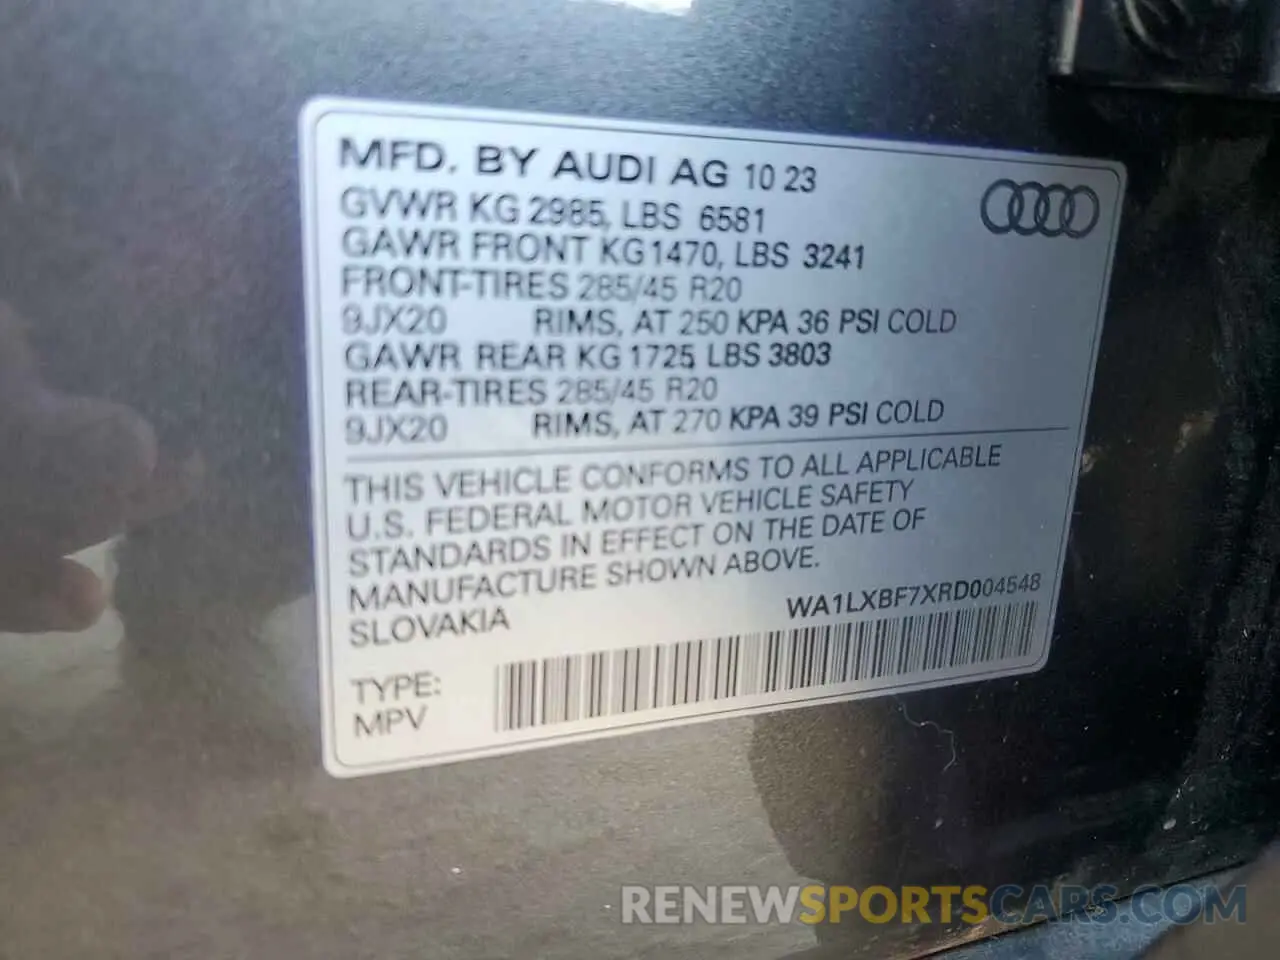 MFD. BY AUDI AG 10 23
GVWR KG 2985, LBS 6581
GAWR FRONT KG 1470, LBS 3241
FRONT-TIRES 285/45 R20
9JX20 RIMS, AT 250 KPA 36 PSI COLD
GAWR REAR KG 1725 LBS 3803
REAR-TIRES 285/45 R20
9JX20 RIMS, AT 270 KPA 39 PSI COLD
THIS VEHICLE CONFORMS TO ALL APPLICABLE
U.S. FEDERAL MOTOR VEHICLE SAFETY
STANDARDS IN EFFECT ON THE DATE OF
MANUFACTURE SHOWN ABOVE.
SLOVAKIA
WA1LXBF7XRD004548
TYPE:
MPV
RENEWSPORTSCARS.COM